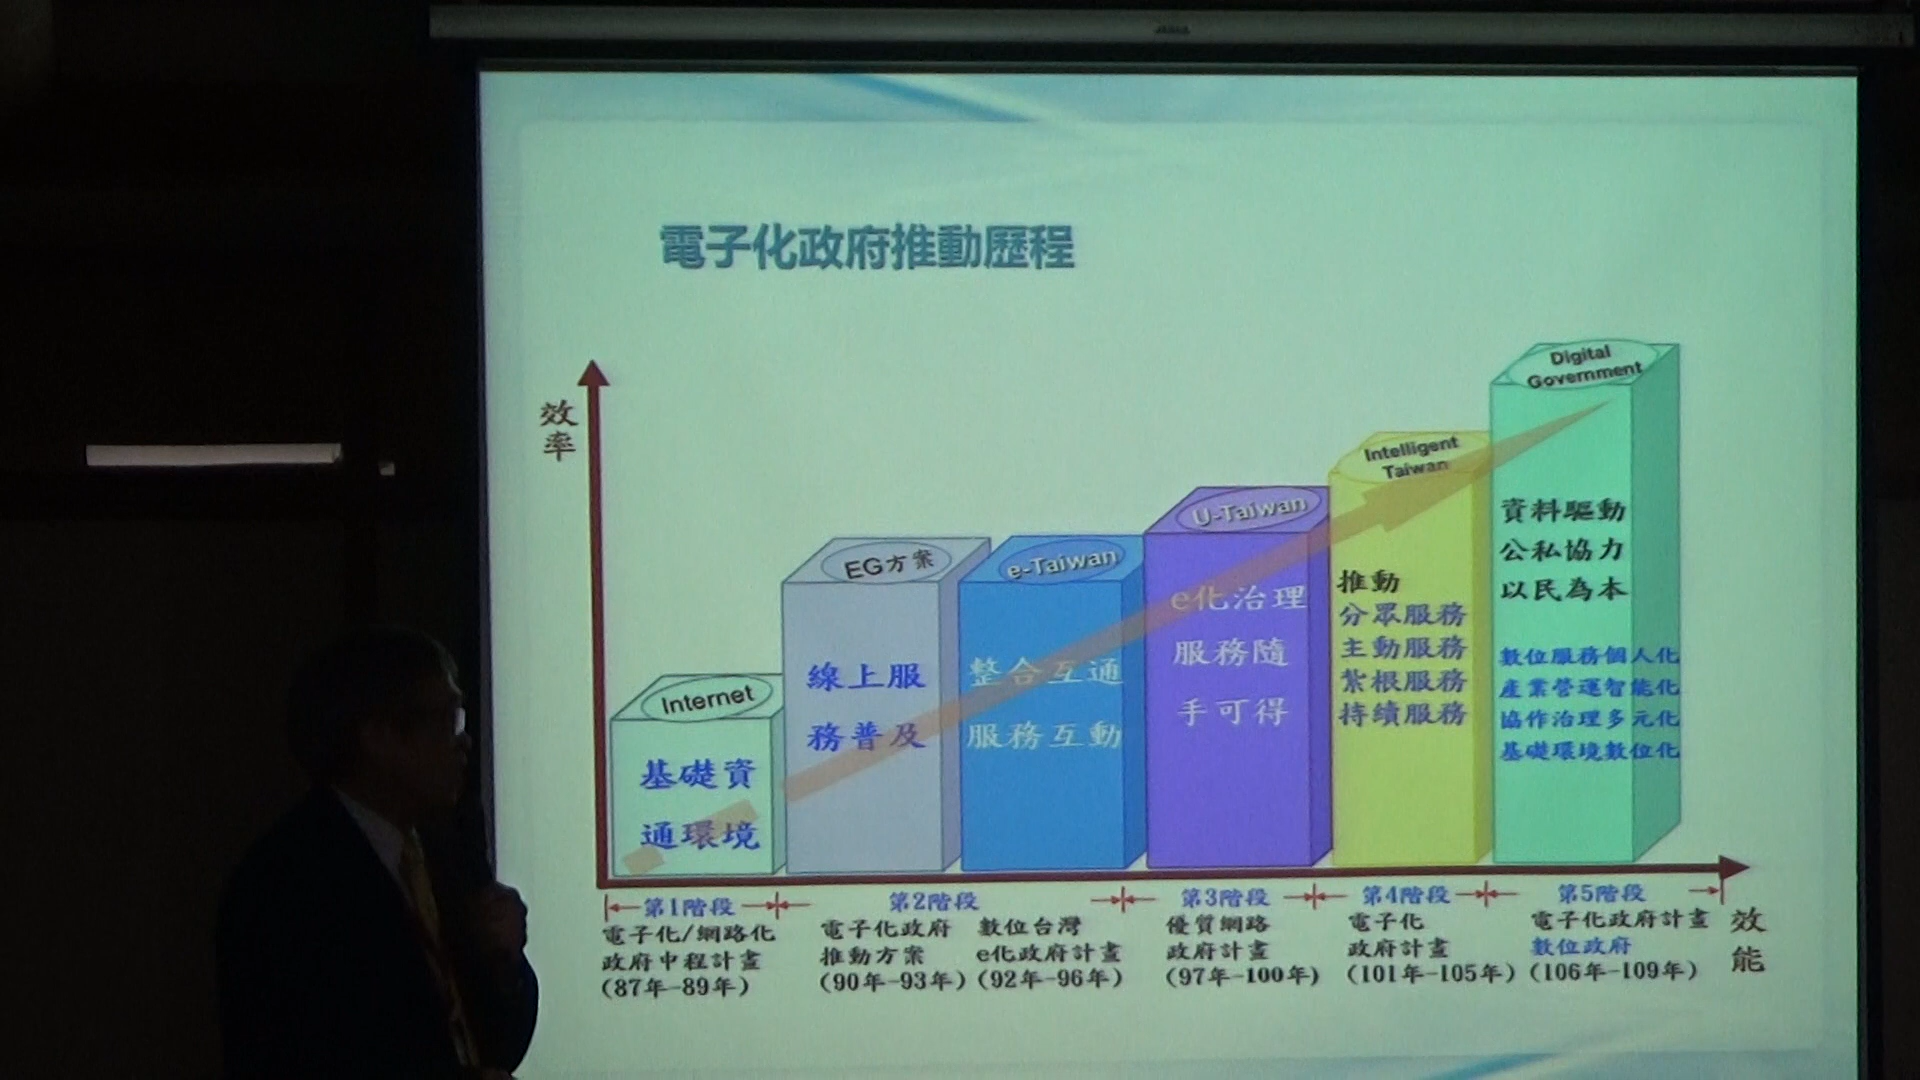 電子化政府推動歷程
效
率
Internet
基礎資
通環境
EG方案
線上服
務普及
e-Taiwan
整合互通
服務互動
U-Taiwan
e化治理
服務隨
手可得
Intelligent
Taiwan
推動
分眾服務
主動服務
紮根服務
持續服務
Digital
Government
資料驅動
公私協力
以民為本
數位服務個人化
產業營運智能化
協作治理多元化
基礎環境數位化
第1階段
電子化/網路化
政府中程計畫
(87年-89年)
第2階段
電子化政府
推動方案
(90年-93年)
數位台灣
e化政府計畫
(92年-96年)
第3階段
優質網路
政府計畫
(97年-100年)
第4階段
電子化
政府計畫
(101年-105年)
第5階段
電子化政府計畫
數位政府
(106年-109年)
效
能